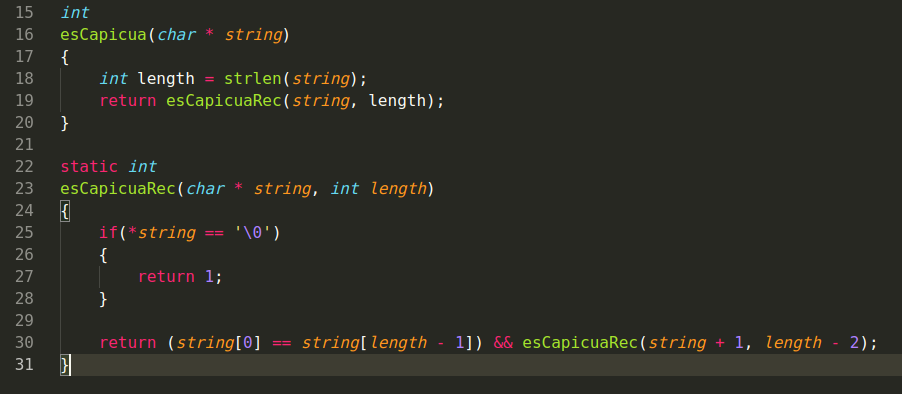 15 int
16 esCapicua(char * string)
17 {
18     int length = strlen(string);
19     return esCapicuaRec(string, length);
20 }
21
22 static int
23 esCapicuaRec(char * string, int length)
24 {
25     if(*string == '\0')
26     {
27         return 1;
28     }
29
30     return (string[0] == string[length - 1]) && esCapicuaRec(string + 1, length - 2);
31 }